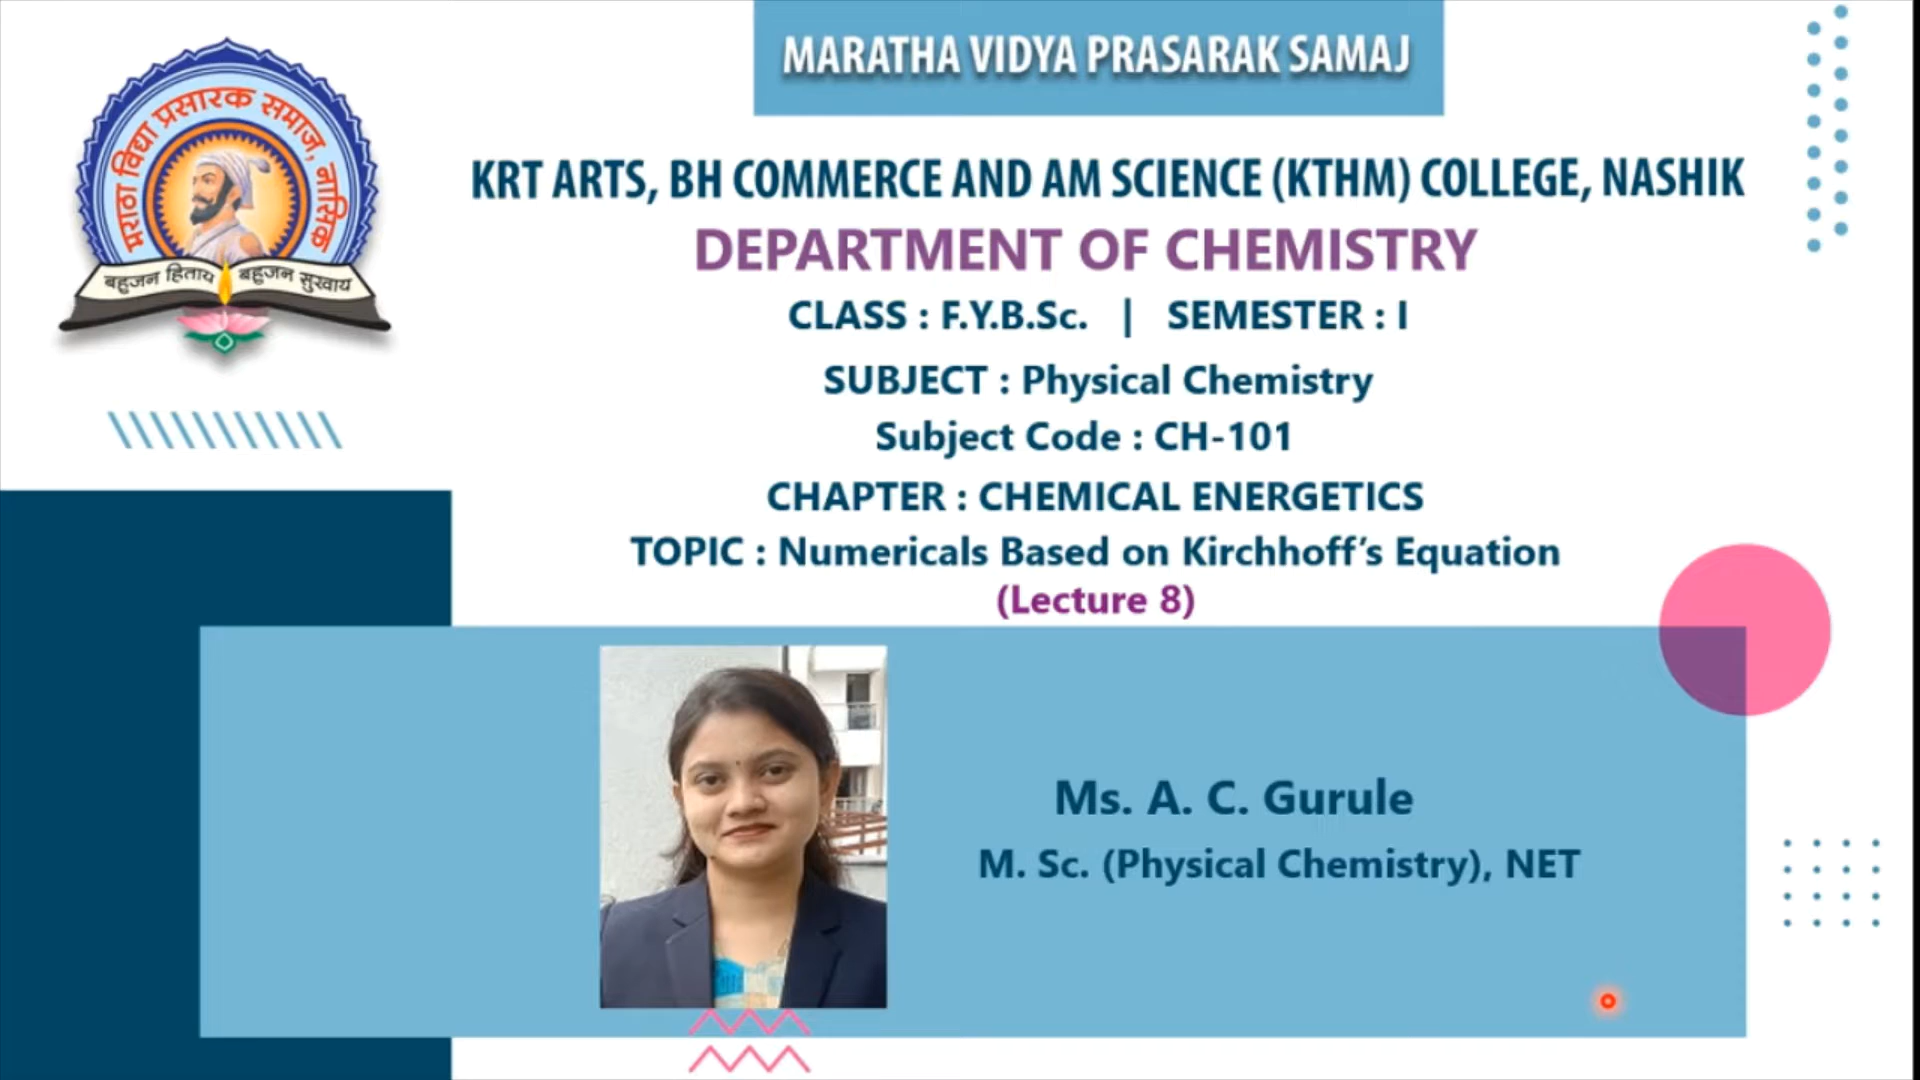 मराठा विद्या प्रसारक समाज, नासिक
बहुजन हिताय बहुजन सुखाय
MARATHA VIDYA PRASARAK SAMAJ
KRT ARTS, BH COMMERCE AND AM SCIENCE (KTHM) COLLEGE, NASHIK
DEPARTMENT OF CHEMISTRY
CLASS : F.Y.B.Sc. | SEMESTER : I
SUBJECT : Physical Chemistry
Subject Code : CH-101
CHAPTER : CHEMICAL ENERGETICS
TOPIC : Numericals Based on Kirchhoff’s Equation
(Lecture 8)
Ms. A. C. Gurule
M. Sc. (Physical Chemistry), NET